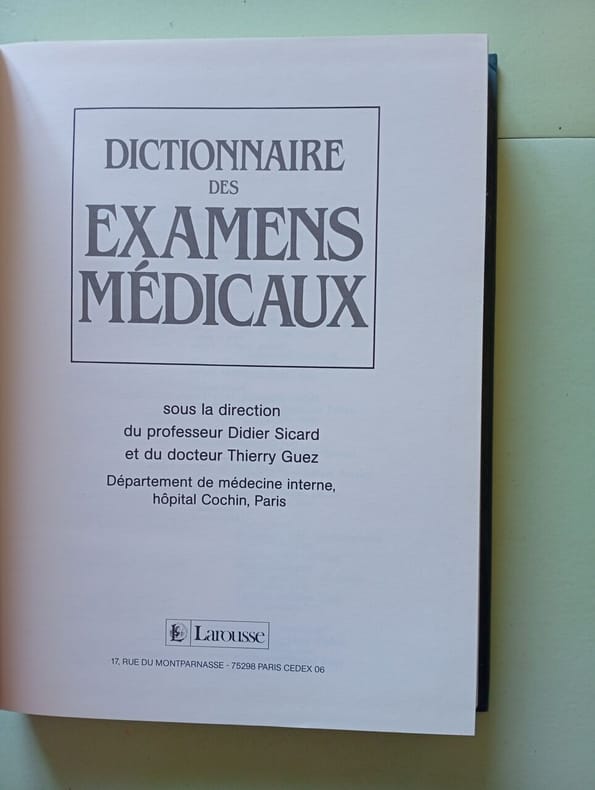 DICTIONNAIRE
DES
EXAMENS
MÉDICAUX
sous la direction
du professeur Didier Sicard
et du docteur Thierry Guez
Département de médecine interne,
hôpital Cochin, Paris
Larousse
17, RUE DU MONTPARNASSE - 75298 PARIS CEDEX 06